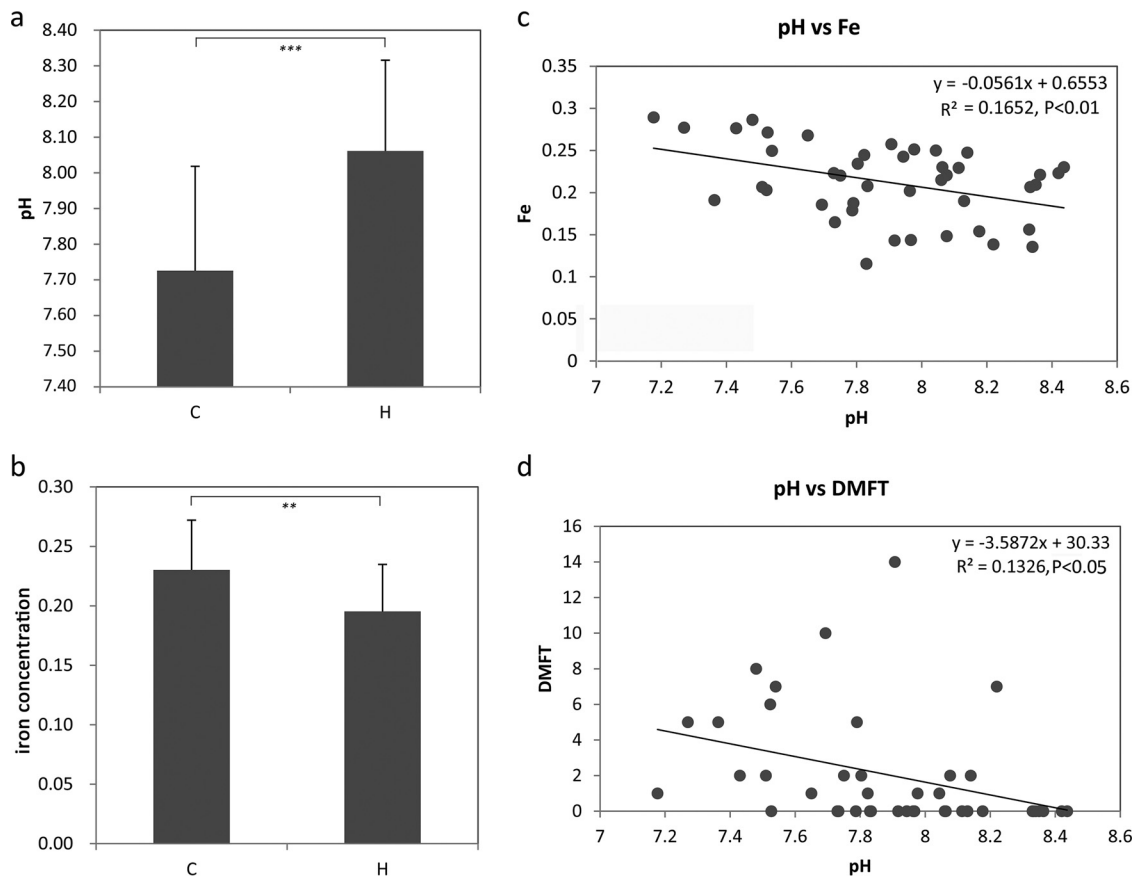 a
8.40
8.30
8.20
8.10
8.00
7.90
7.80
7.70
7.60
7.50
7.40
pH
***
C H
b
0.30
0.25
0.20
0.15
0.10
0.05
0.00
iron concentration
**
C H
c
pH vs Fe
y = -0.0561x + 0.6553
R² = 0.1652, P<0.01
0.35
0.3
0.25
0.2
0.15
0.1
0.05
0
Fe
7 7.2 7.4 7.6 7.8 8 8.2 8.4 8.6
pH
d
pH vs DMFT
y = -3.5872x + 30.33
R² = 0.1326, P<0.05
16
14
12
10
8
6
4
2
0
DMFT
7 7.2 7.4 7.6 7.8 8 8.2 8.4 8.6
pH